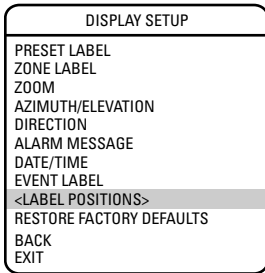 DISPLAY SETUP
PRESET LABEL
ZONE LABEL
ZOOM
AZIMUTH/ELEVATION
DIRECTION
ALARM MESSAGE
DATE/TIME
EVENT LABEL
<LABEL POSITIONS>
RESTORE FACTORY DEFAULTS
BACK
EXIT